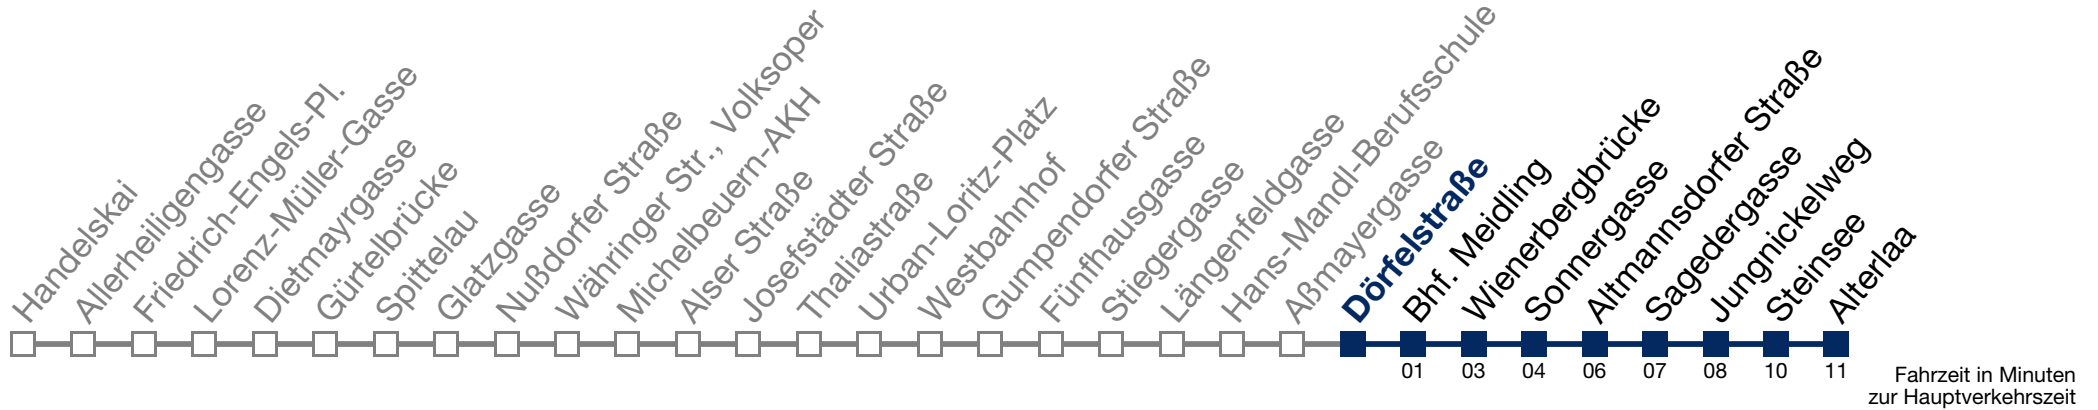 Handelskai
Allerheiligengasse
Friedrich-Engels-Pl.
Lorenz-Müller-Gasse
Dietmayrgasse
Gürtelbrücke
Spittelau
Glatzgasse
Nußdorfer Straße
Währinger Str., Volksoper
Michelbeuern-AKH
Alser Straße
Josefstädter Straße
Thaliastraße
Urban-Loritz-Platz
Westbahnhof
Gumpendorfer Straße
Fünfhausgasse
Stiegergasse
Längenfeldgasse
Hans-Mandl-Berufsschule
Aßmayergasse
Dörfelstraße
Bhf. Meidling
Wienerbergbrücke
Sonnergasse
Altmannsdorfer Straße
Sagedergasse
Jungnickelweg
Steinsee
Alterlaa
01 03 04 06 07 08 10 11
Fahrzeit in Minuten
zur Hauptverkehrszeit